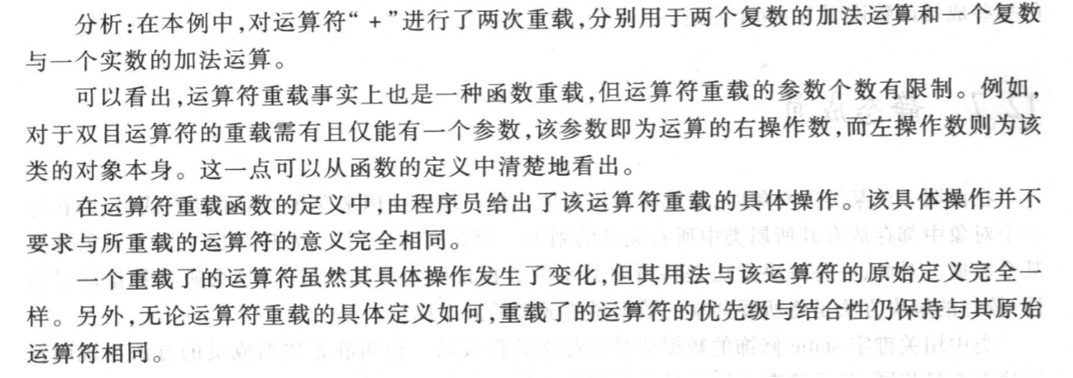 分析:在本例中,对运算符“+”进行了两次重载,分别用于两个复数的加法运算和一个复数
与一个实数的加法运算。
可以看出,运算符重载事实上也是一种函数重载,但运算符重载的参数个数有限制。例如,
对于双目运算符的重载需有且仅能有一个参数,该参数即为运算的右操作数,而左操作数则为该
类的对象本身。这一点可以从函数的定义中清楚地看出。
在运算符重载函数的定义中,由程序员给出了该运算符重载的具体操作。该具体操作并不
要求与所重载的运算符的意义完全相同。
一个重载了的运算符虽然其具体操作发生了变化,但其用法与该运算符的原始定义完全一
样。另外,无论运算符重载的具体定义如何,重载了的运算符的优先级与结合性仍保持与其原始
运算符相同。